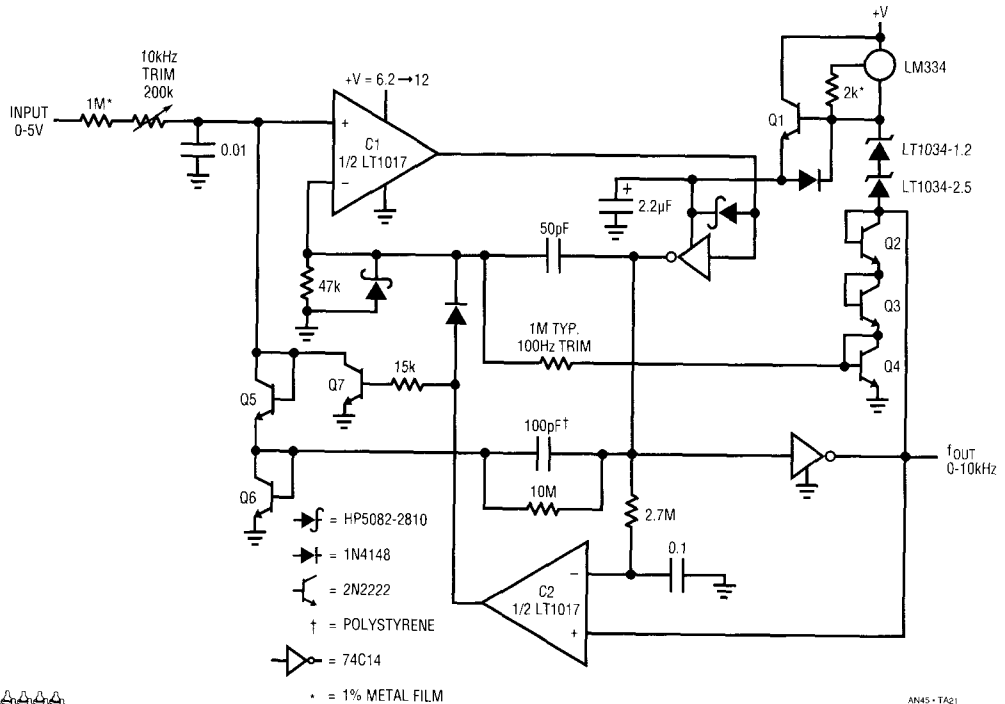 +V
LM334
2k*
Q1
LT1034-1.2
LT1034-2.5
10kHz
TRIM
200k
1M*
INPUT
0-5V
0.01
+V = 6.2→12
+
C1
1/2 LT1017
−
+
2.2µF
50pF
47k
1M TYP.
100Hz TRIM
Q2
Q3
Q4
Q5
Q7
15k
100pF†
10M
Q6
fOUT
0-10kHz
2.7M
0.1
−
C2
1/2 LT1017
+
= HP5082-2810
= 1N4148
= 2N2222
† = POLYSTYRENE
= 74C14
* = 1% METAL FILM
AN45 • TA21